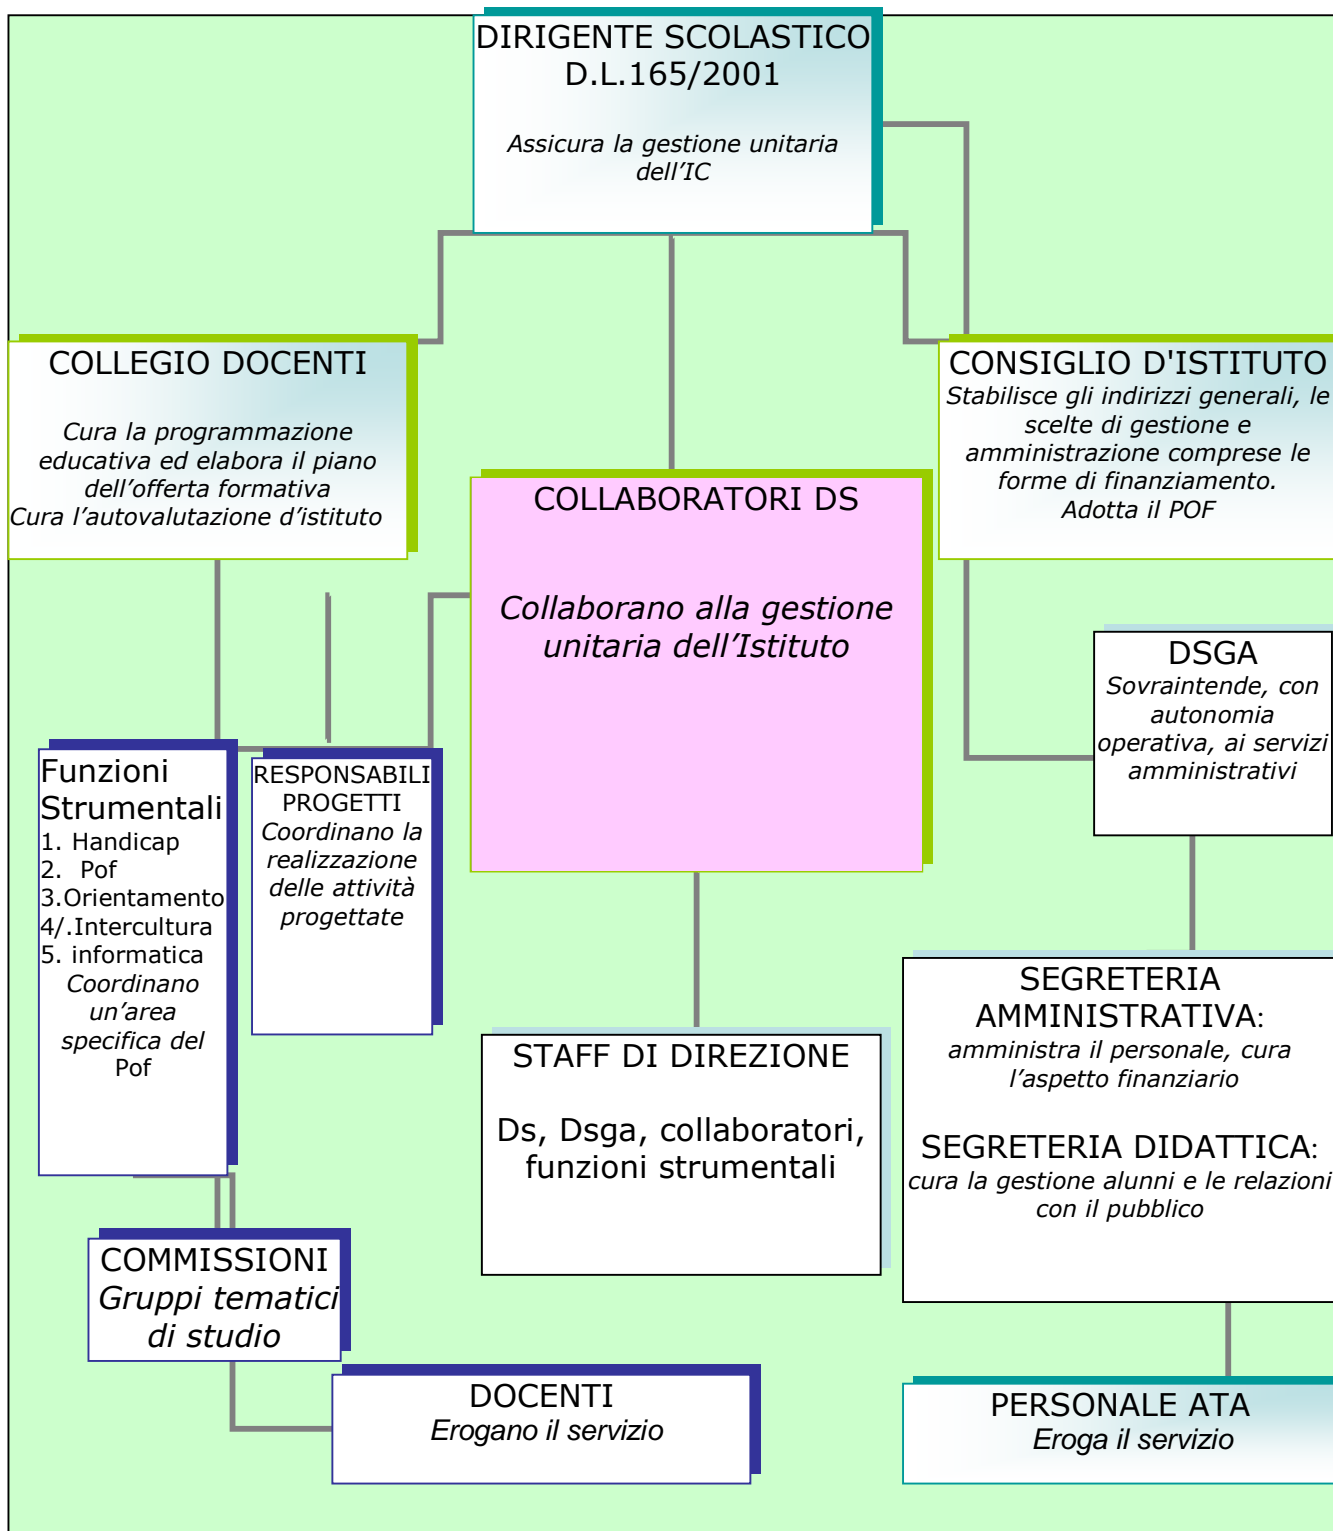 DIRIGENTE SCOLASTICO
D.L.165/2001
Assicura la gestione unitaria
dell’IC
COLLEGIO DOCENTI
Cura la programmazione
educativa ed elabora il piano
dell’offerta formativa
Cura l’autovalutazione d’istituto
CONSIGLIO D'ISTITUTO
Stabilisce gli indirizzi generali, le
scelte di gestione e
amministrazione comprese le
forme di finanziamento.
Adotta il POF
COLLABORATORI DS
Collaborano alla gestione
unitaria dell’Istituto
DSGA
Sovraintende, con
autonomia
operativa, ai servizi
amministrativi
Funzioni
Strumentali
1. Handicap
2. Pof
3.Orientamento
4/.Intercultura
5. informatica
Coordinano
un’area
specifica del
Pof
RESPONSABILI
PROGETTI
Coordinano la
realizzazione
delle attività
progettate
STAFF DI DIREZIONE
Ds, Dsga, collaboratori,
funzioni strumentali
SEGRETERIA
AMMINISTRATIVA:
amministra il personale, cura
l’aspetto finanziario
SEGRETERIA DIDATTICA:
cura la gestione alunni e le relazioni
con il pubblico
COMMISSIONI
Gruppi tematici
di studio
DOCENTI
Erogano il servizio
PERSONALE ATA
Eroga il servizio